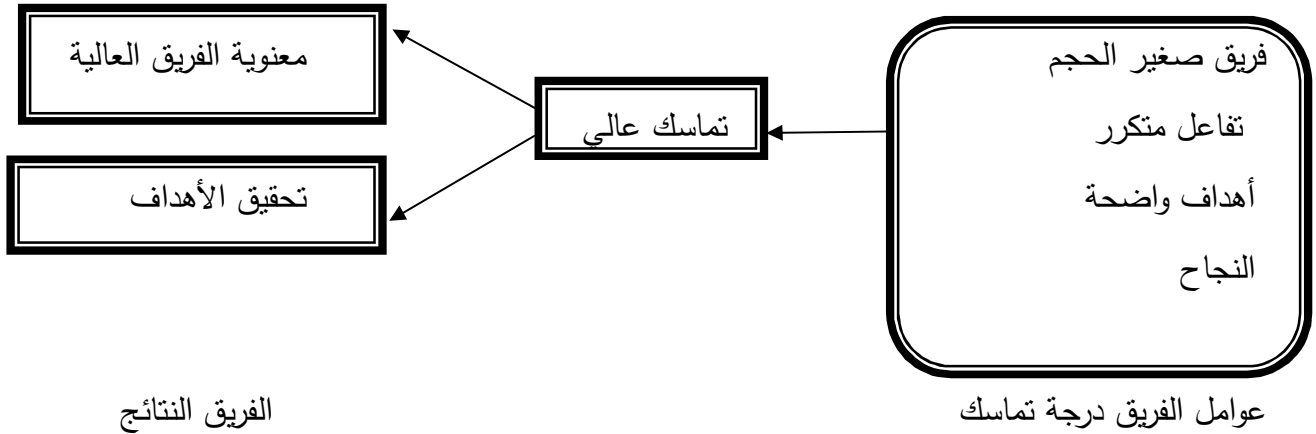 فريق صغير الحجم
تفاعل متكرر
أهداف واضحة
النجاح
تماسك عالي
معنوية الفريق العالية
تحقيق الأهداف
عوامل الفريق درجة تماسك
الفريق النتائج